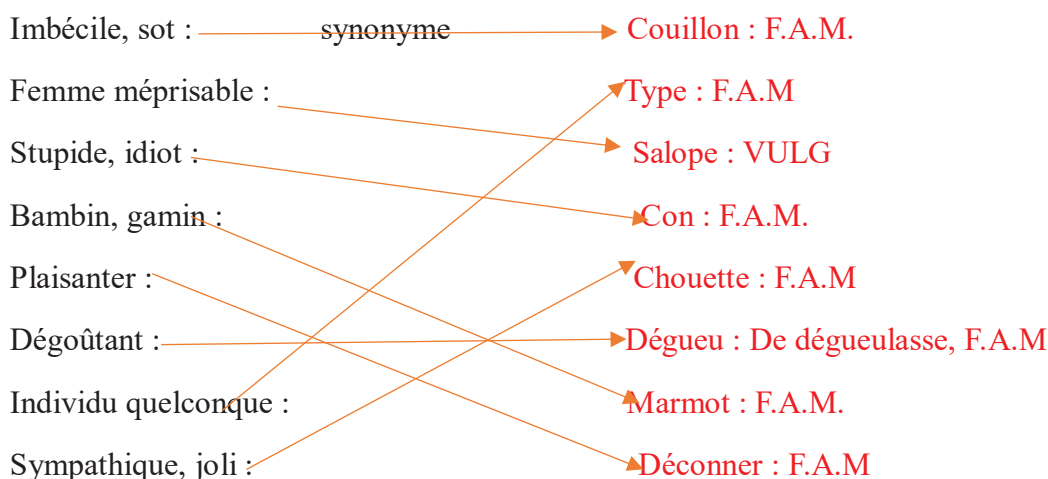 Imbécile, sot : synonyme Couillon : F.A.M.
Femme méprisable : Type : F.A.M
Stupide, idiot : Salope : VULG
Bambin, gamin : Con : F.A.M.
Plaisanter : Chouette : F.A.M
Dégoûtant : Dégueu : De dégueulasse, F.A.M
Individu quelconque : Marmot : F.A.M.
Sympathique, joli : Déconner : F.A.M